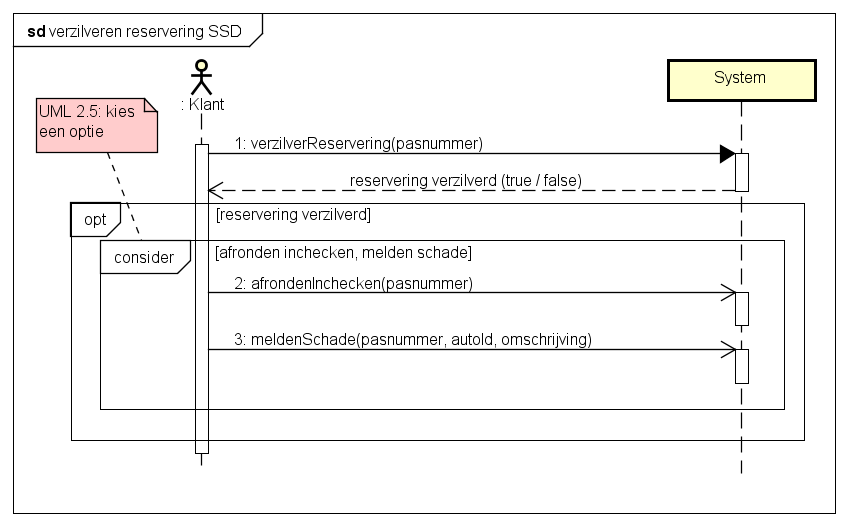 sd verzilveren reservering SSD
UML 2.5: kies
een optie
: Klant
System
1: verzilverReservering(pasnummer)
reservering verzilverd (true / false)
opt
[reservering verzilverd]
consider
[afronden inchecken, melden schade]
2: afrondenInchecken(pasnummer)
3: meldenSchade(pasnummer, autoId, omschrijving)